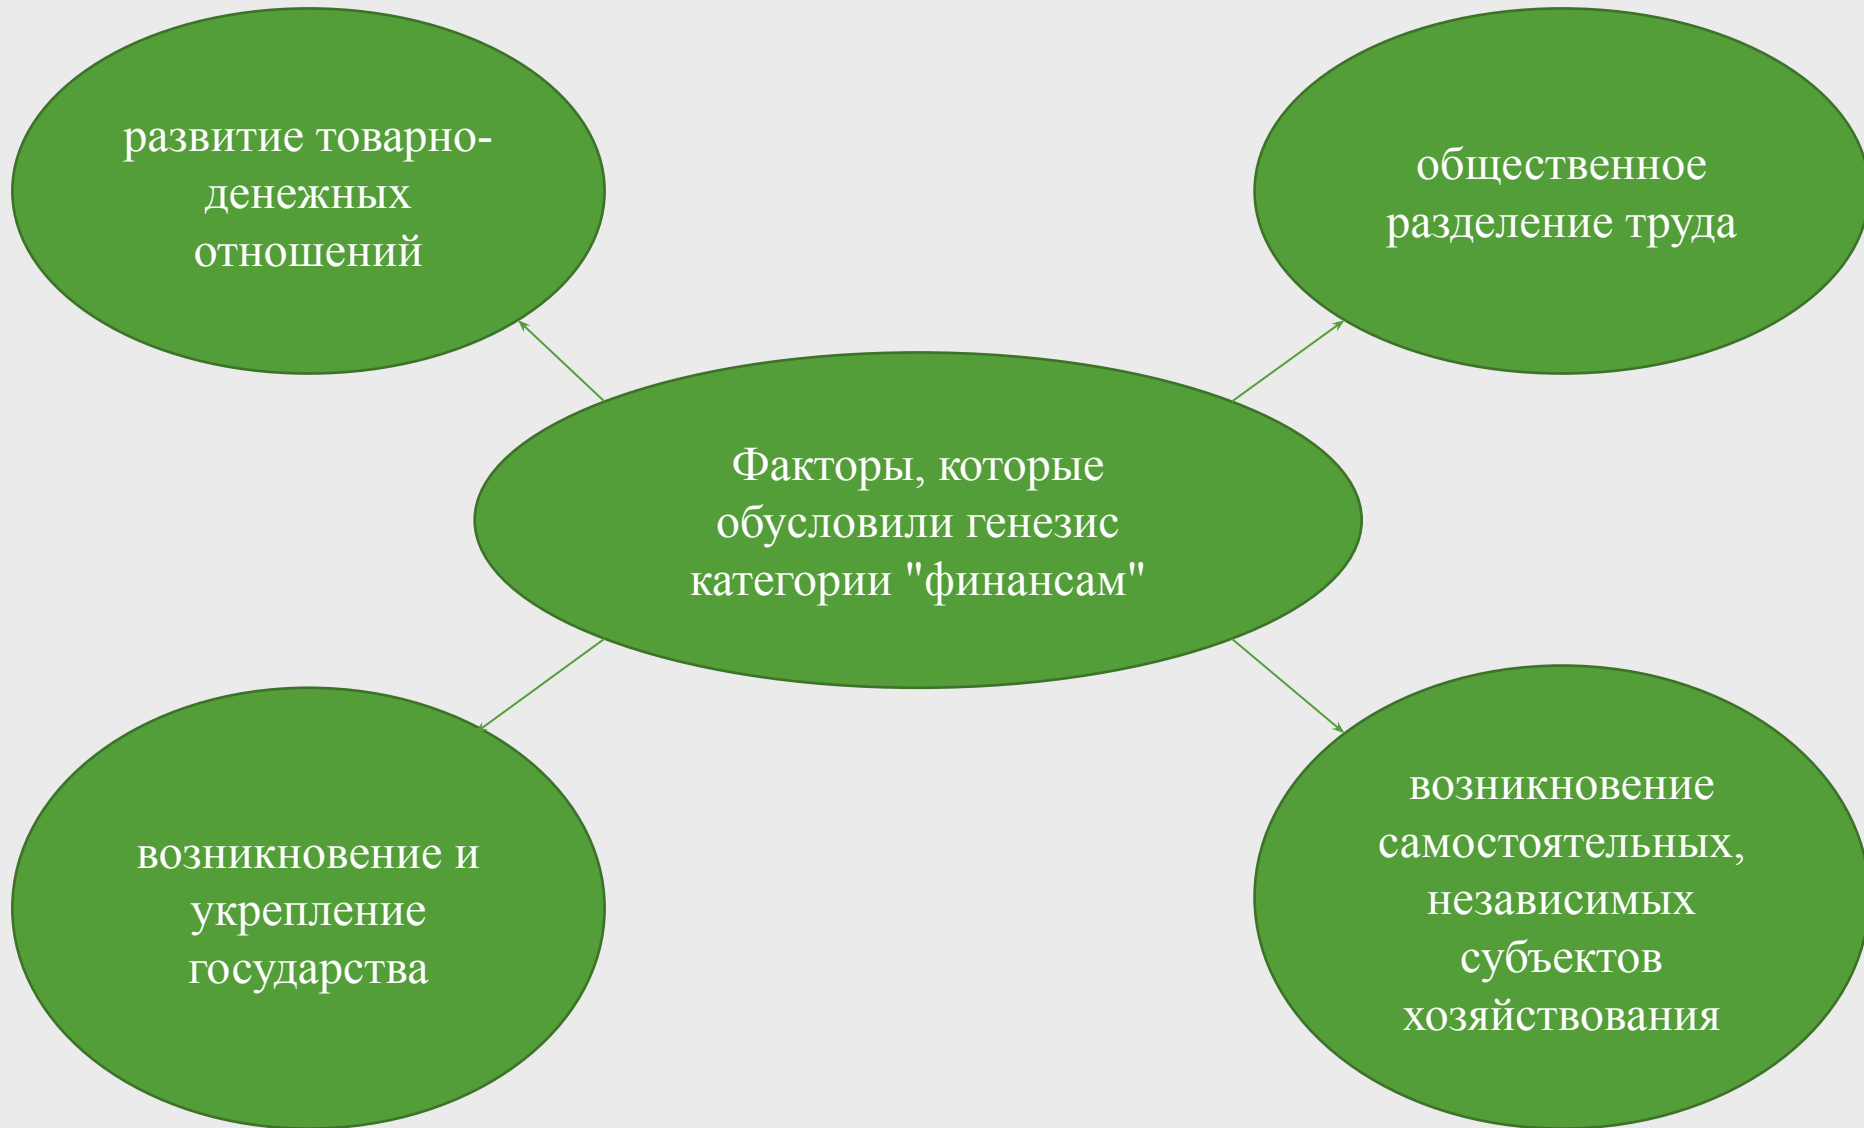 развитие товарно-
денежных
отношений
общественное
разделение труда
Факторы, которые
обусловили генезис
категории "финансам"
возникновение и
укрепление
государства
возникновение
самостоятельных,
независимых
субъектов
хозяйствования